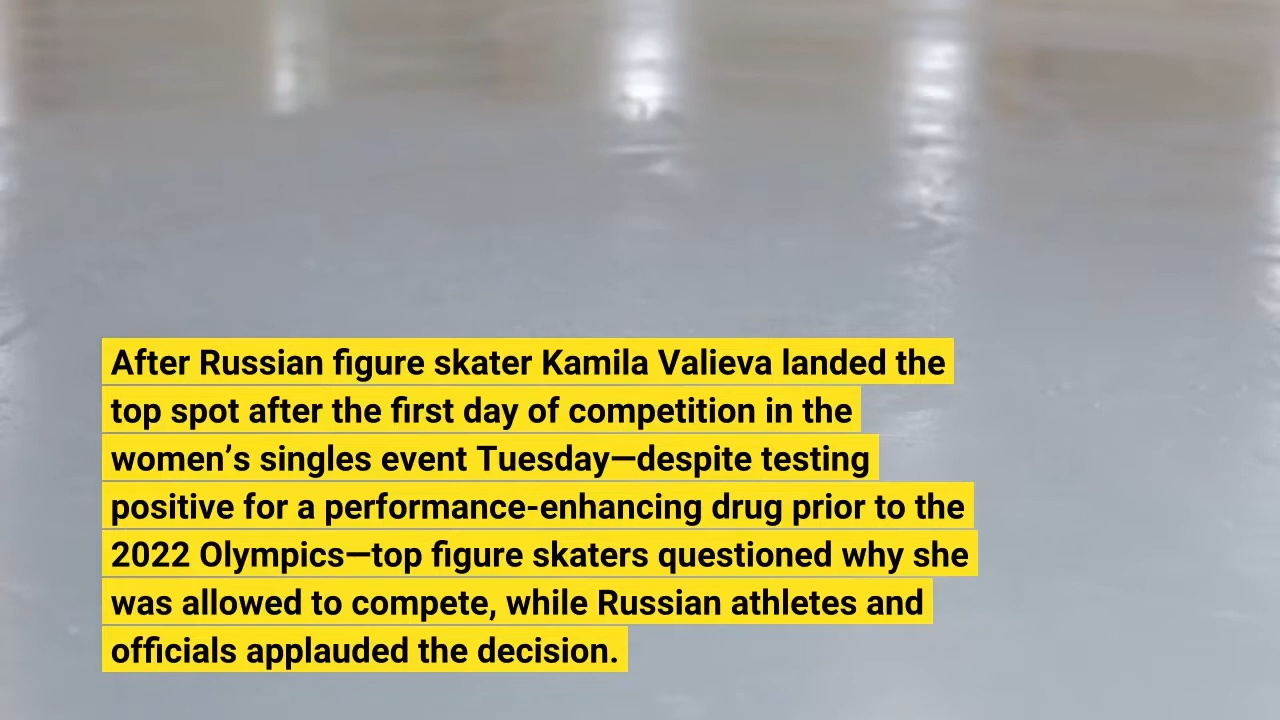 After Russian figure skater Kamila Valieva landed the
top spot after the first day of competition in the
women’s singles event Tuesday—despite testing
positive for a performance-enhancing drug prior to the
2022 Olympics—top figure skaters questioned why she
was allowed to compete, while Russian athletes and
officials applauded the decision.